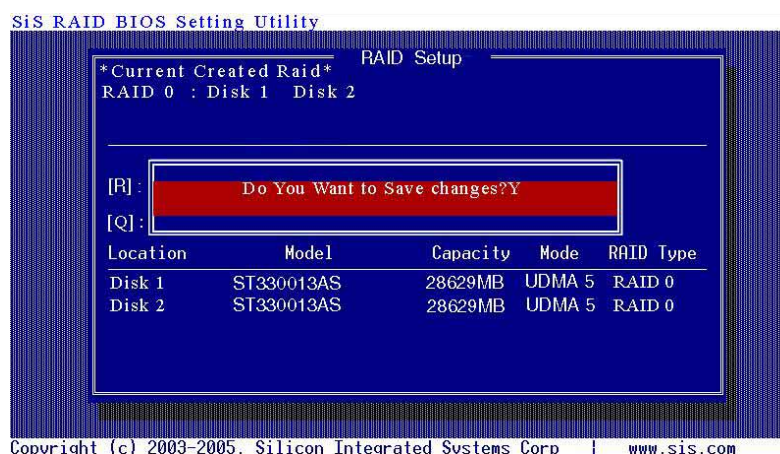 SiS RAID BIOS Setting Utility
RAID Setup
*Current Created Raid*
RAID 0 : Disk 1 Disk 2
[R] :
Do You Want to Save changes?Y
[Q] :
Location Model Capacity Mode RAID Type
Disk 1 ST330013AS 28629MB UDMA 5 RAID 0
Disk 2 ST330013AS 28629MB UDMA 5 RAID 0
Copyright (c) 2003-2005. Silicon Integrated Systems Corp | www.sis.com